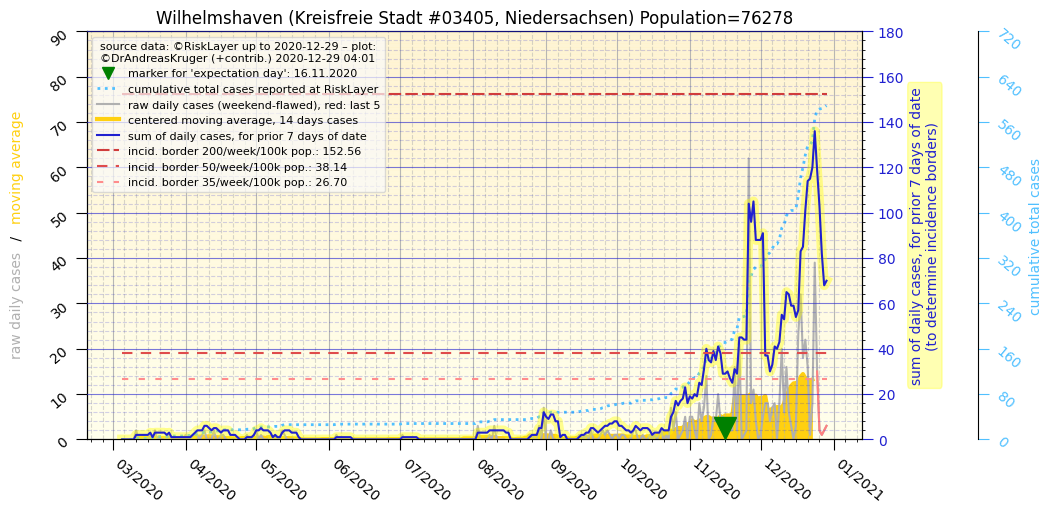 Wilhelmshaven (Kreisfreie Stadt #03405, Niedersachsen) Population=76278
source data: ©RiskLayer up to 2020-12-29 – plot:
©DrAndreasKruger (+contrib.) 2020-12-29 04:01
marker for 'expectation day': 16.11.2020
cumulative total cases reported at RiskLayer
raw daily cases (weekend-flawed), red: last 5
centered moving average, 14 days cases
sum of daily cases, for prior 7 days of date
incid. border 200/week/100k pop.: 152.56
incid. border 50/week/100k pop.: 38.14
incid. border 35/week/100k pop.: 26.70
raw daily cases / moving average
90
80
70
60
50
40
30
20
10
0
180
160
140
120
100
80
60
40
20
0
sum of daily cases, for prior 7 days of date
(to determine incidence borders)
720
640
560
480
400
320
240
160
80
0
cumulative total cases
03/2020
04/2020
05/2020
06/2020
07/2020
08/2020
09/2020
10/2020
11/2020
12/2020
01/2021